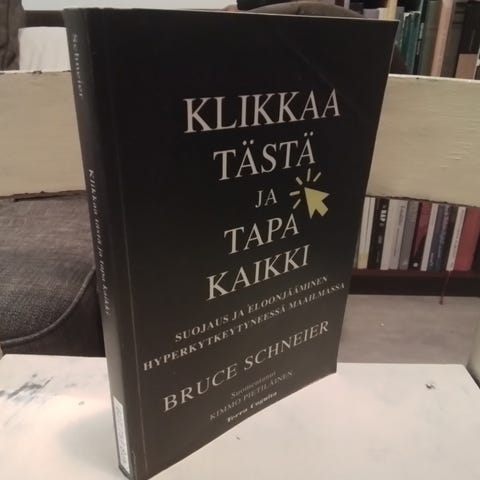 KLIKKAA
TÄSTÄ
JA
TAPA
KAIKKI
SUOJAUS JA ELOONJÄÄMINEN
HYPERKYTKEYTYNEESSÄ MAAILMASSA
BRUCE SCHNEIER
Suomentanut
KIMMO PIETILÄINEN
Terra Cognita
Schneier
Klikkaa tästä ja tapa kaikki